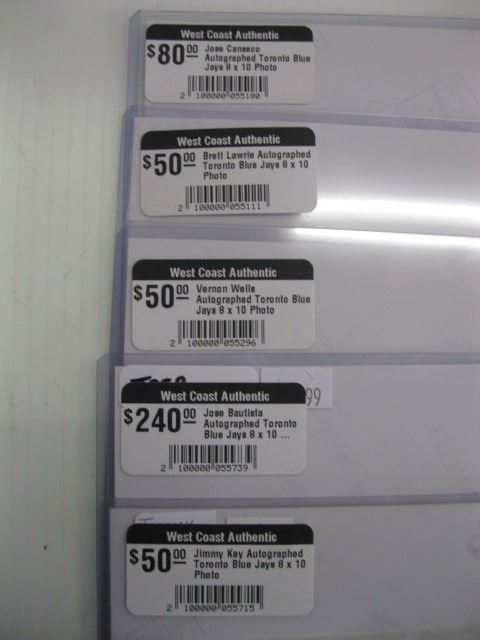 West Coast Authentic
$80 00 Jose Canseco
Autographed Toronto Blue
Jays 8 x 10 Photo
2 100000 055180
West Coast Authentic
$50 00 Brett Lawrie Autographed
Toronto Blue Jays 8 x 10
Photo
2 100000 055111
West Coast Authentic
$50 00 Vernon Wells
Autographed Toronto Blue
Jays 8 x 10 Photo
2 100000 055296
99
West Coast Authentic
$240 00 Jose Bautista
Autographed Toronto
Blue Jays 8 x 10 ...
2 100000 055739
West Coast Authentic
$50 00 Jimmy Key Autographed
Toronto Blue Jays 8 x 10
Photo
2 100000 055715